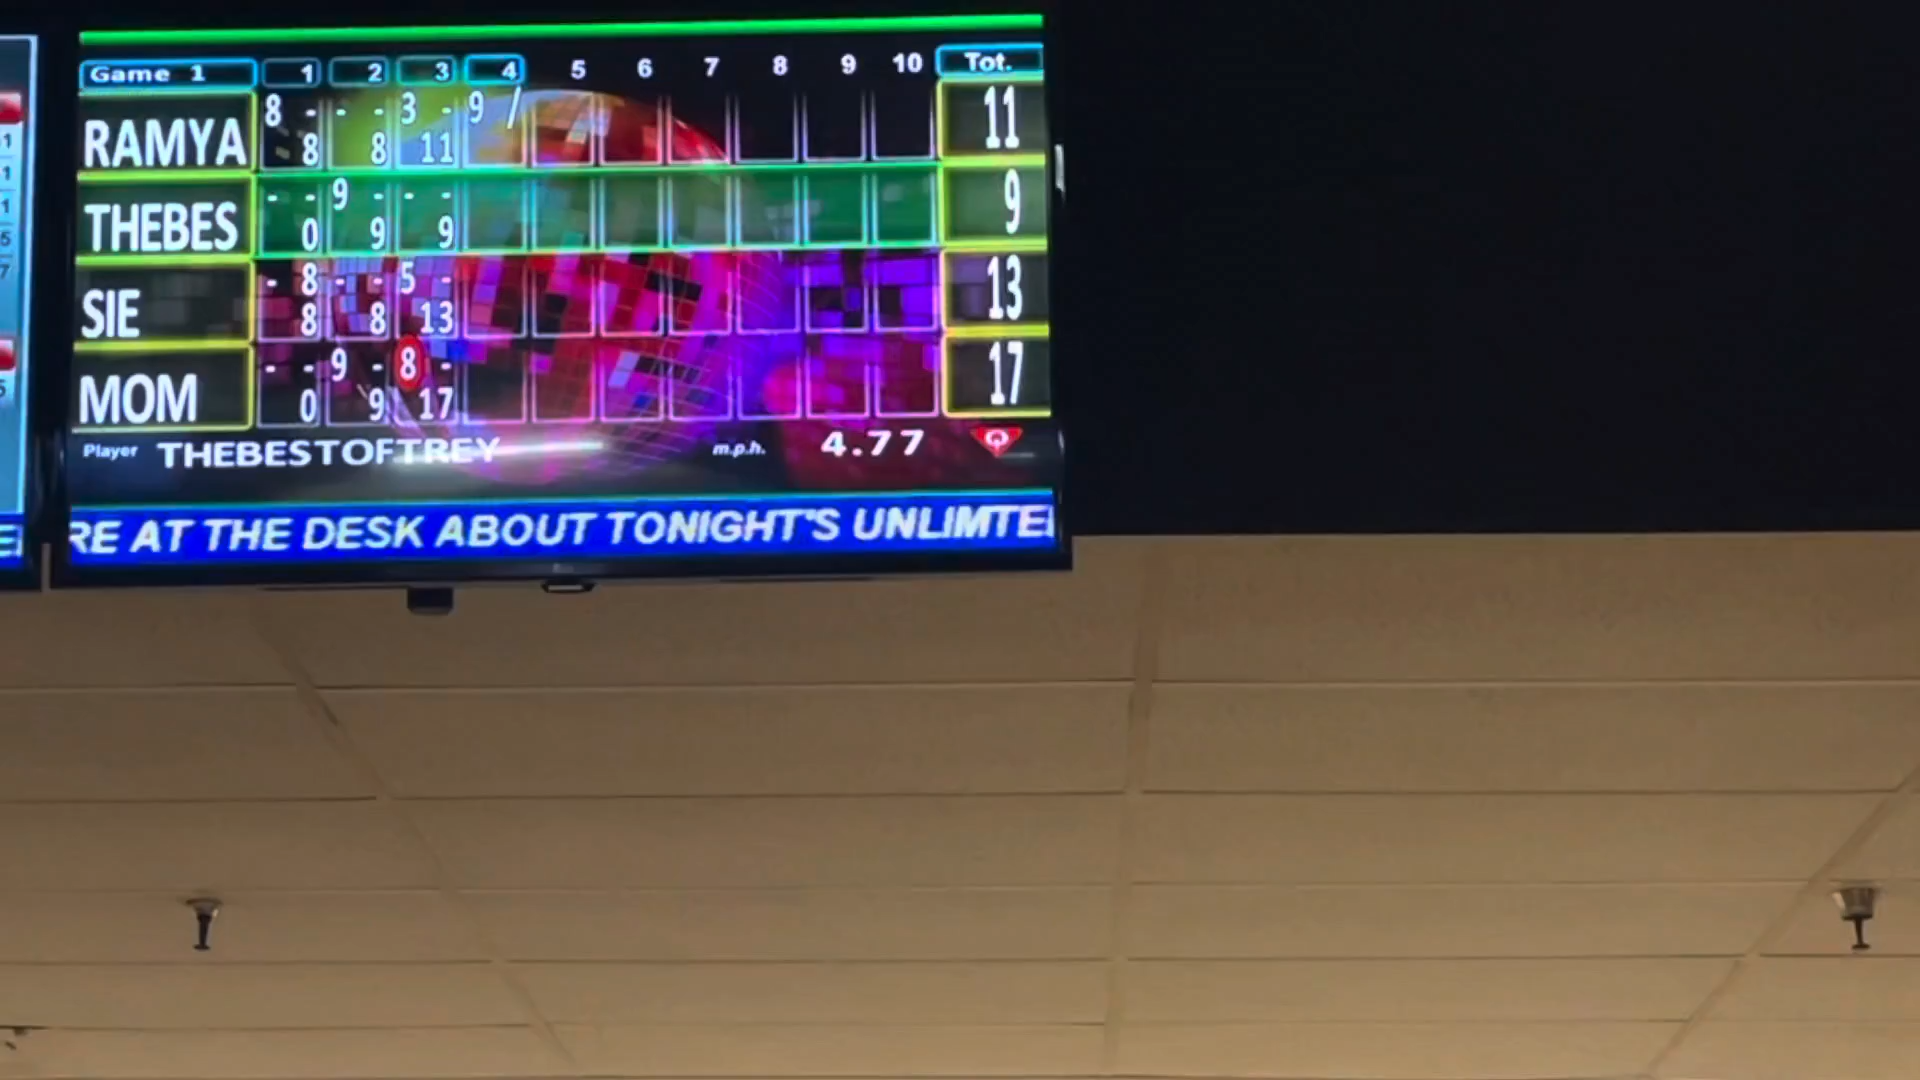 Game 1 1 2 3 4 5 6 7 8 9 10 Tot.
RAMYA 8 - - - 3 - 9 / 11
8 8 11
THEBES - - 9 - - - 9
0 9 9
SIE - 8 - - 5 - 13
8 8 13
MOM - - 9 - 8 - 17
0 9 17
Player THEBESTOFTREY m.p.h. 4.77
RE AT THE DESK ABOUT TONIGHT'S UNLIMTE